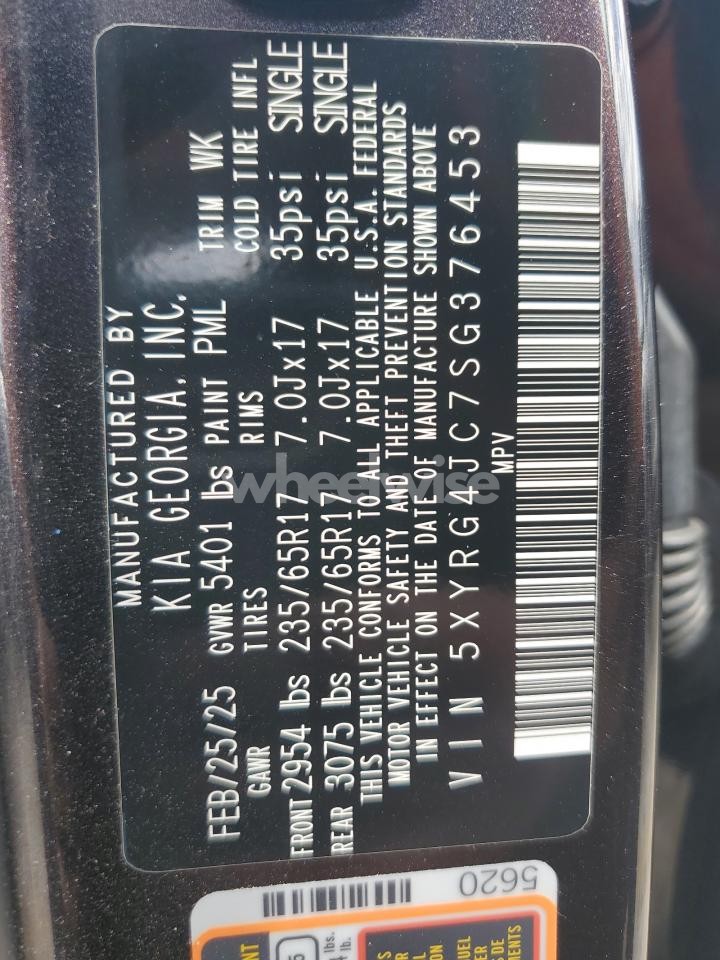 MANUFACTURED BY
KIA GEORGIA, INC.
FEB/25/25 GVWR 5401 lbs PAINT PML TRIM WK
GAWR TIRES RIMS COLD TIRE INFL
FRONT 2954 lbs 235/65R17 7.0Jx17 35psi SINGLE
REAR 3075 lbs 235/65R17 7.0Jx17 35psi SINGLE
THIS VEHICLE CONFORMS TO ALL APPLICABLE U.S.A. FEDERAL
MOTOR VEHICLE SAFETY AND THEFT PREVENTION STANDARDS
IN EFFECT ON THE DATE OF MANUFACTURE SHOWN ABOVE
VIN 5XYRG4JC7SG376453
MPV
wheelwise
5620